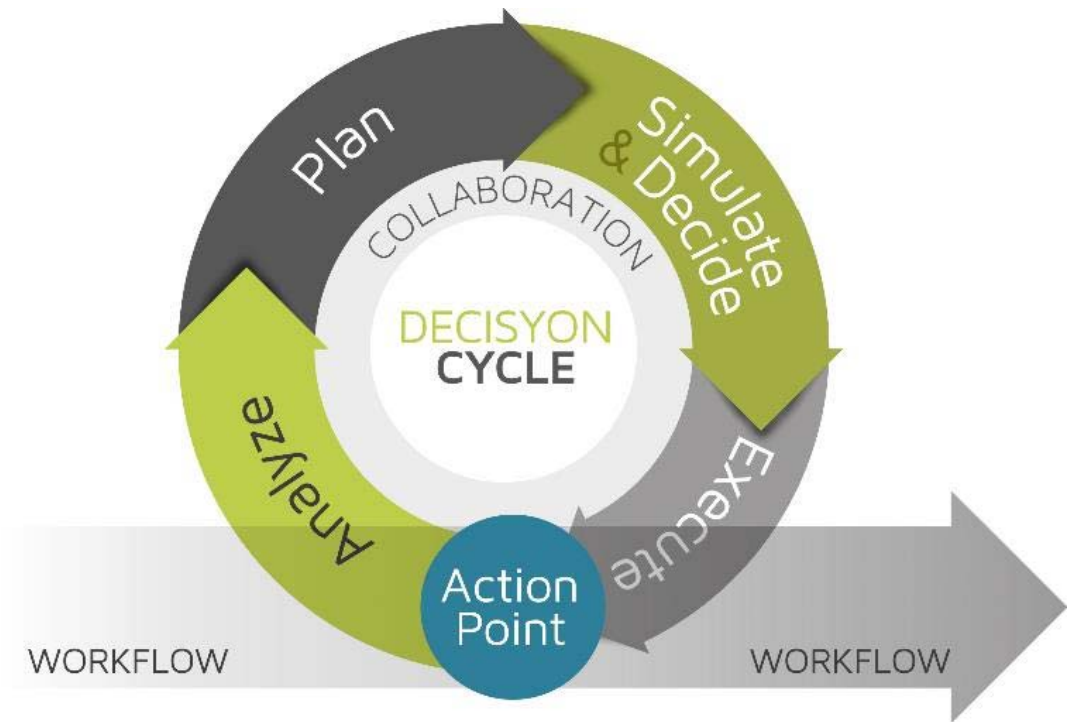 Plan
Simulate
& Decide
COLLABORATION
DECISYON
CYCLE
Analyze
Execute
Action
Point
WORKFLOW
WORKFLOW